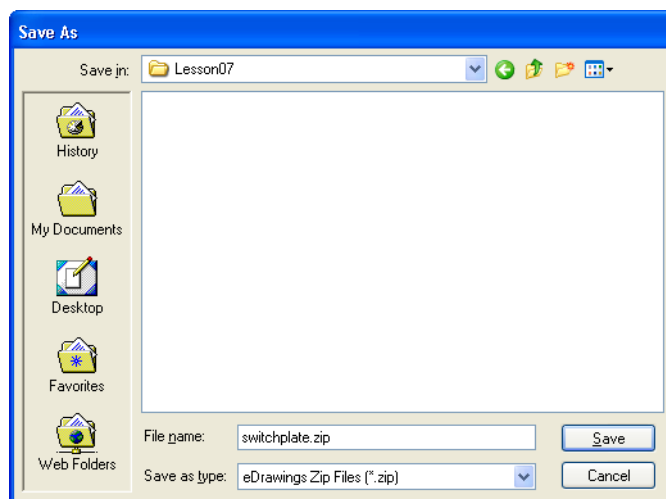 Save As
Save in: Lesson07
History
My Documents
Desktop
Favorites
Web Folders
File name: switchplate.zip Save
Save as type: eDrawings Zip Files (*.zip) Cancel